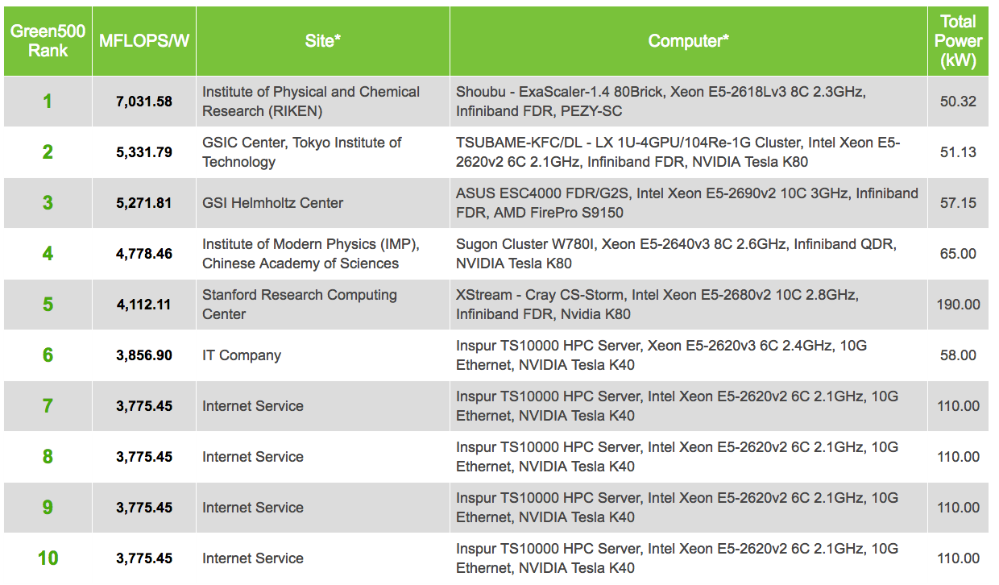 Green500 Rank MFLOPS/W Site* Computer* Total Power (kW)
1 7,031.58 Institute of Physical and Chemical Research (RIKEN) Shoubu - ExaScaler-1.4 80Brick, Xeon E5-2618Lv3 8C 2.3GHz, Infiniband FDR, PEZY-SC 50.32
2 5,331.79 GSIC Center, Tokyo Institute of Technology TSUBAME-KFC/DL - LX 1U-4GPU/104Re-1G Cluster, Intel Xeon E5-2620v2 6C 2.1GHz, Infiniband FDR, NVIDIA Tesla K80 51.13
3 5,271.81 GSI Helmholtz Center ASUS ESC4000 FDR/G2S, Intel Xeon E5-2690v2 10C 3GHz, Infiniband FDR, AMD FirePro S9150 57.15
4 4,778.46 Institute of Modern Physics (IMP), Chinese Academy of Sciences Sugon Cluster W780I, Xeon E5-2640v3 8C 2.6GHz, Infiniband QDR, NVIDIA Tesla K80 65.00
5 4,112.11 Stanford Research Computing Center XStream - Cray CS-Storm, Intel Xeon E5-2680v2 10C 2.8GHz, Infiniband FDR, Nvidia K80 190.00
6 3,856.90 IT Company Inspur TS10000 HPC Server, Xeon E5-2620v3 6C 2.4GHz, 10G Ethernet, NVIDIA Tesla K40 58.00
7 3,775.45 Internet Service Inspur TS10000 HPC Server, Intel Xeon E5-2620v2 6C 2.1GHz, 10G Ethernet, NVIDIA Tesla K40 110.00
8 3,775.45 Internet Service Inspur TS10000 HPC Server, Intel Xeon E5-2620v2 6C 2.1GHz, 10G Ethernet, NVIDIA Tesla K40 110.00
9 3,775.45 Internet Service Inspur TS10000 HPC Server, Intel Xeon E5-2620v2 6C 2.1GHz, 10G Ethernet, NVIDIA Tesla K40 110.00
10 3,775.45 Internet Service Inspur TS10000 HPC Server, Intel Xeon E5-2620v2 6C 2.1GHz, 10G Ethernet, NVIDIA Tesla K40 110.00